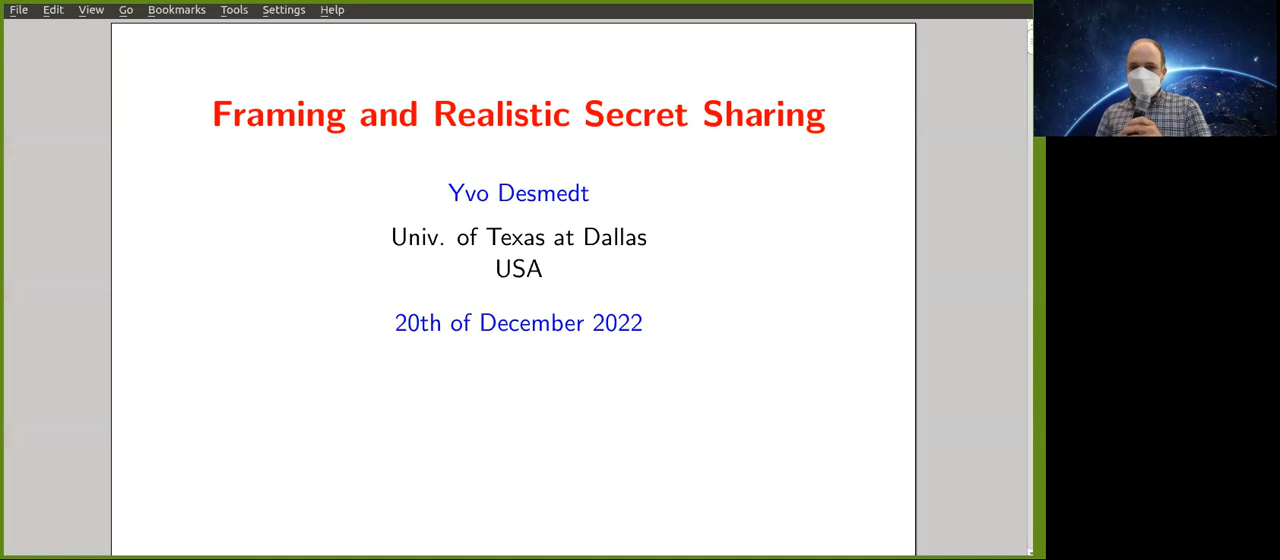 File Edit View Go Bookmarks Tools Settings Help
Framing and Realistic Secret Sharing
Yvo Desmedt
Univ. of Texas at Dallas
USA
20th of December 2022